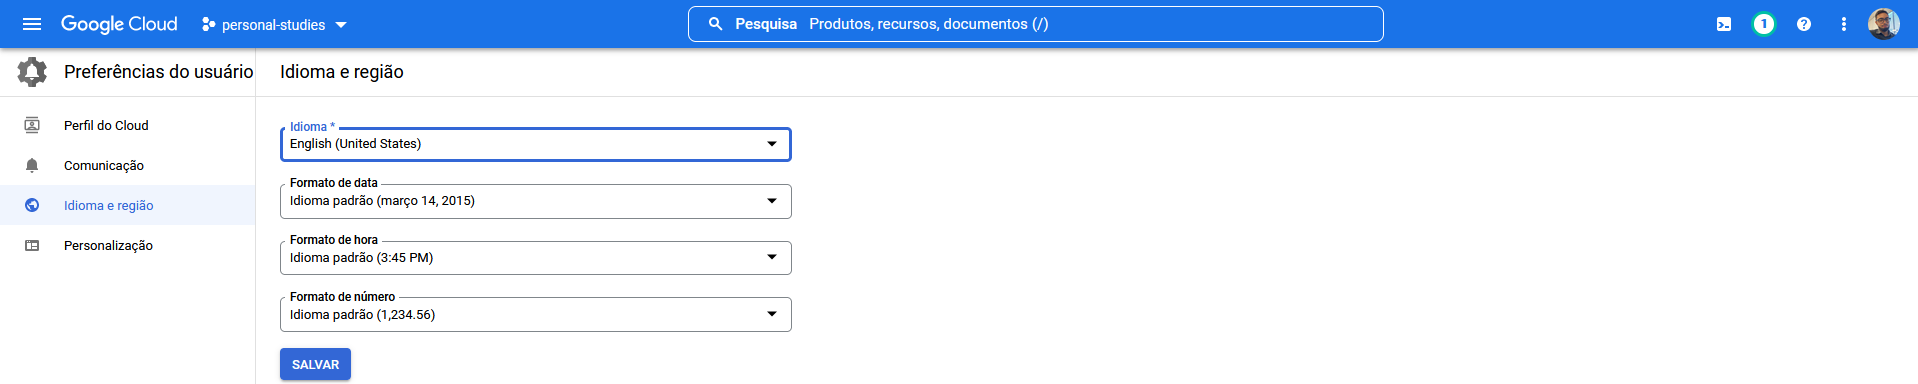 Google Cloud
personal-studies
Pesquisa Produtos, recursos, documentos (/)
1
Preferências do usuário
Idioma e região
Perfil do Cloud
Comunicação
Idioma e região
Personalização
Idioma *
English (United States)
Formato de data
Idioma padrão (março 14, 2015)
Formato de hora
Idioma padrão (3:45 PM)
Formato de número
Idioma padrão (1,234.56)
SALVAR